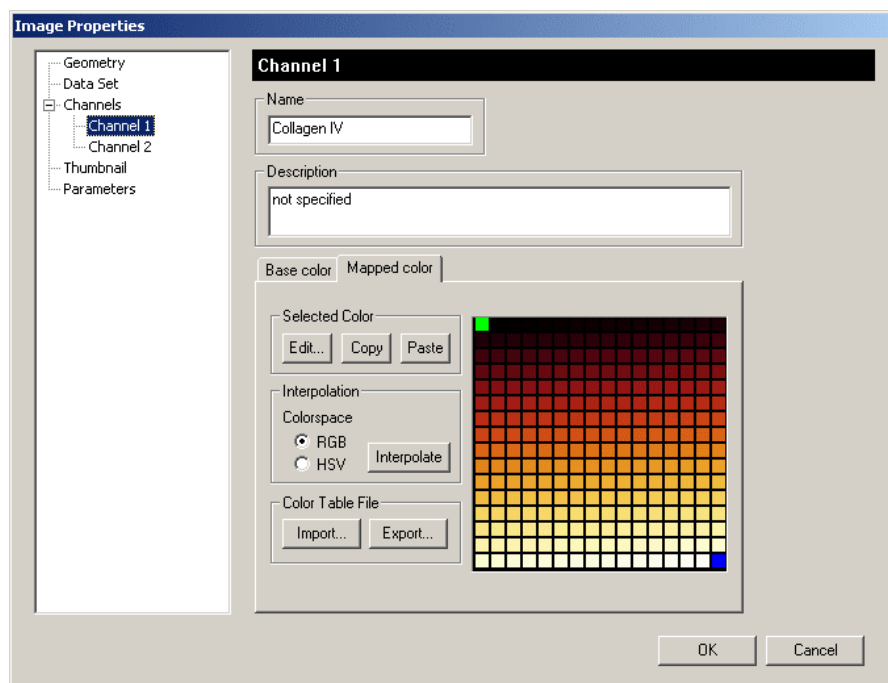 Image Properties
Geometry
Data Set
Channels
Channel 1
Channel 2
Thumbnail
Parameters
Channel 1
Name
Collagen IV
Description
not specified
Base color
Mapped color
Selected Color
Edit...
Copy
Paste
Interpolation
Colorspace
RGB
HSV
Interpolate
Color Table File
Import...
Export...
OK
Cancel